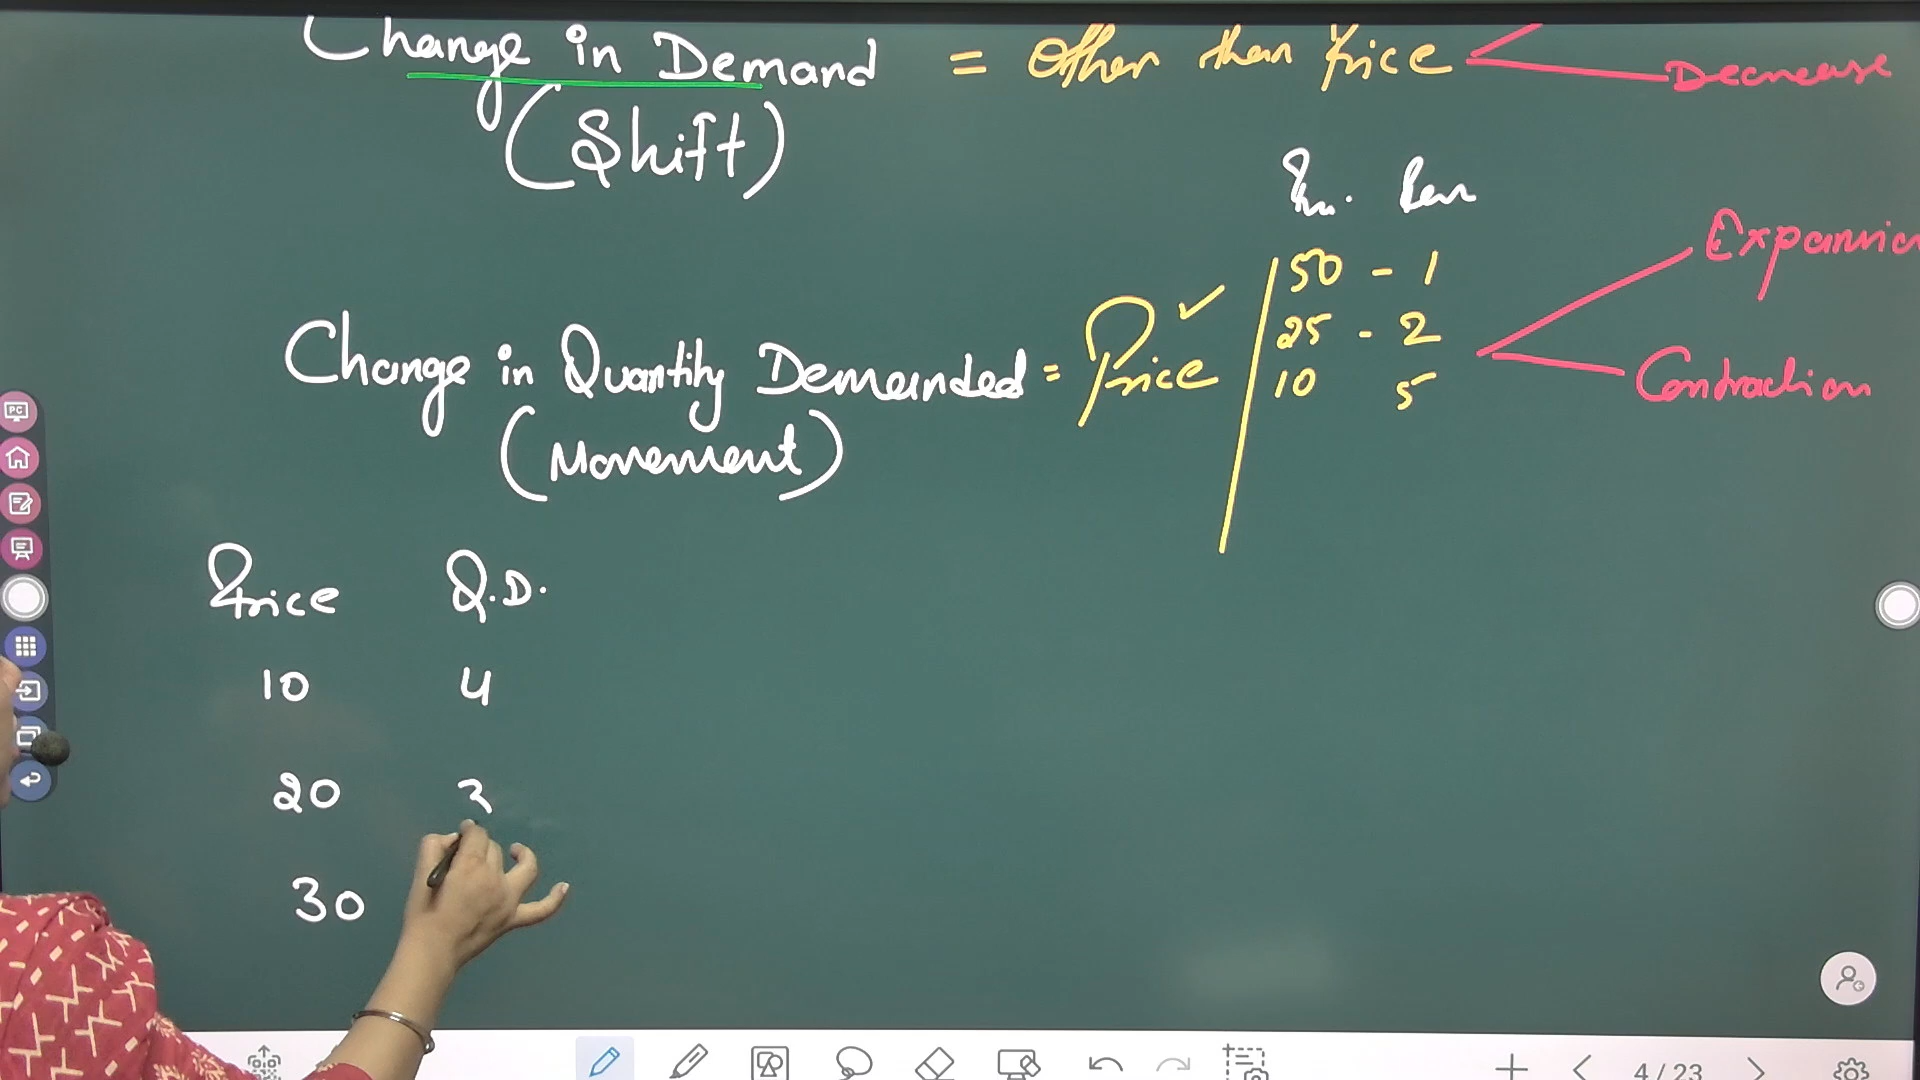 Change in Demand = Other than Price
Decrease
(Shift)
Pen
50 - 1
25 - 2
10 5
Expansion
Contraction
Change in Quantity Demanded = Price ✓
(Movement)
Price Q.D.
10 4
20 3
30
4 / 23